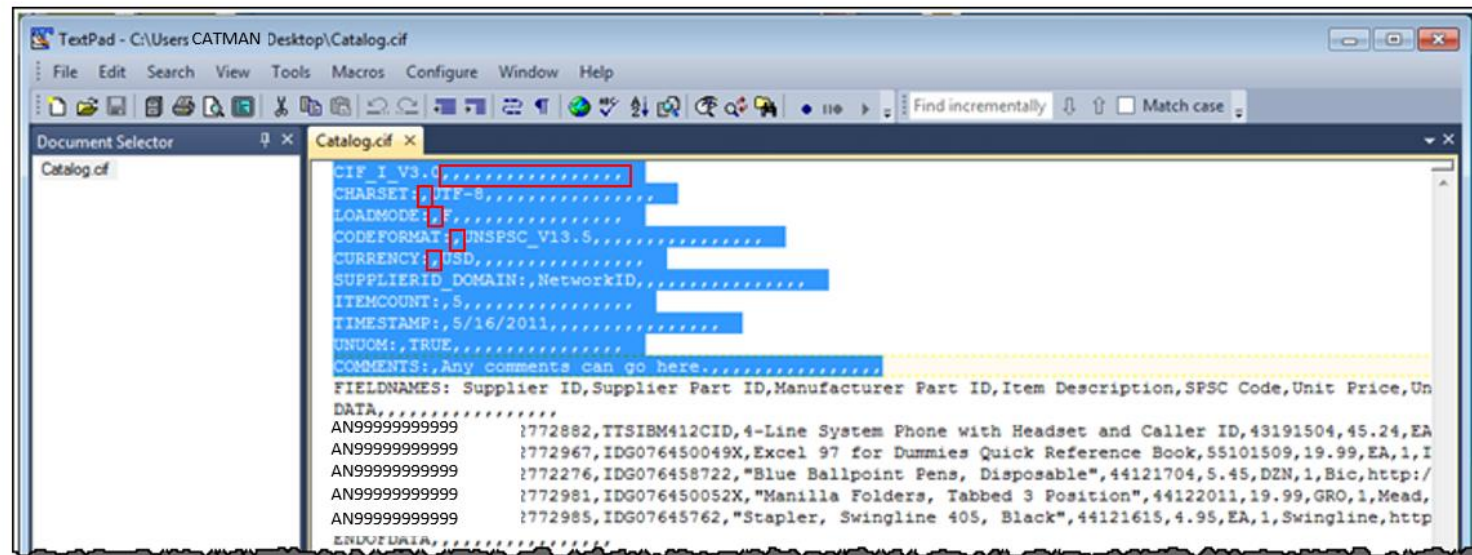 TextPad - C:\Users CATMAN Desktop\Catalog.cif
File Edit Search View Tools Macros Configure Window Help
Find incrementally Match case
Document Selector
Catalog.cif
Catalog.cif
CIF_I_V3.0,,,,,,,,,,,,,,,,,
CHARSET:,UTF-8,,,,,,,,,,,,,,,,
LOADMODE:,F,,,,,,,,,,,,,,,,
CODEFORMAT:,UNSPSC_V13.5,,,,,,,,,,,,,,,,
CURRENCY:,USD,,,,,,,,,,,,,,,,
SUPPLIERID_DOMAIN:,NetworkID,,,,,,,,,,,,,,,,
ITEMCOUNT:,5,,,,,,,,,,,,,,,,
TIMESTAMP:,5/16/2011,,,,,,,,,,,,,,,,
UNUOM:,TRUE,,,,,,,,,,,,,,,,
COMMENTS:,Any comments can go here.,,,,,,,,,,,,,,,,
FIELDNAMES: Supplier ID,Supplier Part ID,Manufacturer Part ID,Item Description,SPSC Code,Unit Price,Un
DATA,,,,,,,,,,,,,,,,,
AN99999999999 2772882,TTSIBM412CID,4-Line System Phone with Headset and Caller ID,43191504,45.24,EA
AN99999999999 2772967,IDG076450049X,Excel 97 for Dummies Quick Reference Book,55101509,19.99,EA,1,I
AN99999999999 2772276,IDG076458722,"Blue Ballpoint Pens, Disposable",44121704,5.45,DZN,1,Bic,http:/
AN99999999999 2772981,IDG076450052X,"Manilla Folders, Tabbed 3 Position",44122011,19.99,GRO,1,Mead,
AN99999999999 2772985,IDG07645762,"Stapler, Swingline 405, Black",44121615,4.95,EA,1,Swingline,http
ENDOFDATA,,,,,,,,,,,,,,,,,